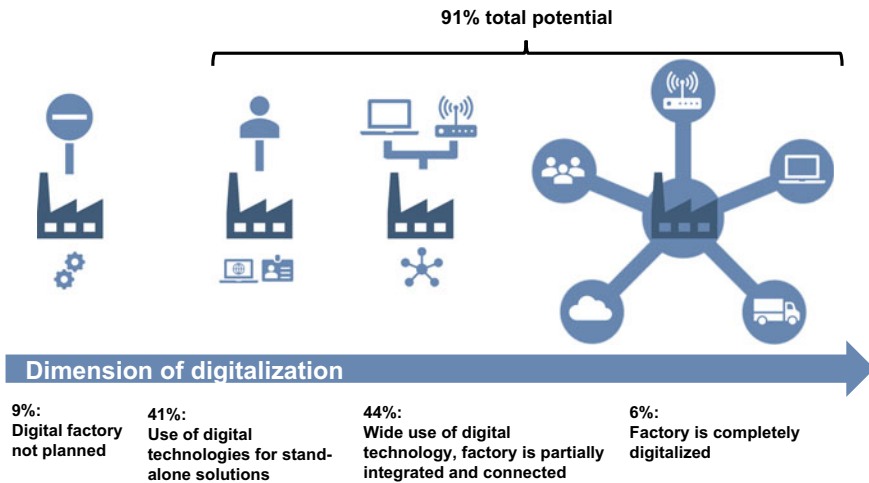 91% total potential
Dimension of digitalization
9%:
Digital factory
not planned
41%:
Use of digital
technologies for stand-
alone solutions
44%:
Wide use of digital
technology, factory is partially
integrated and connected
6%:
Factory is completely
digitalized